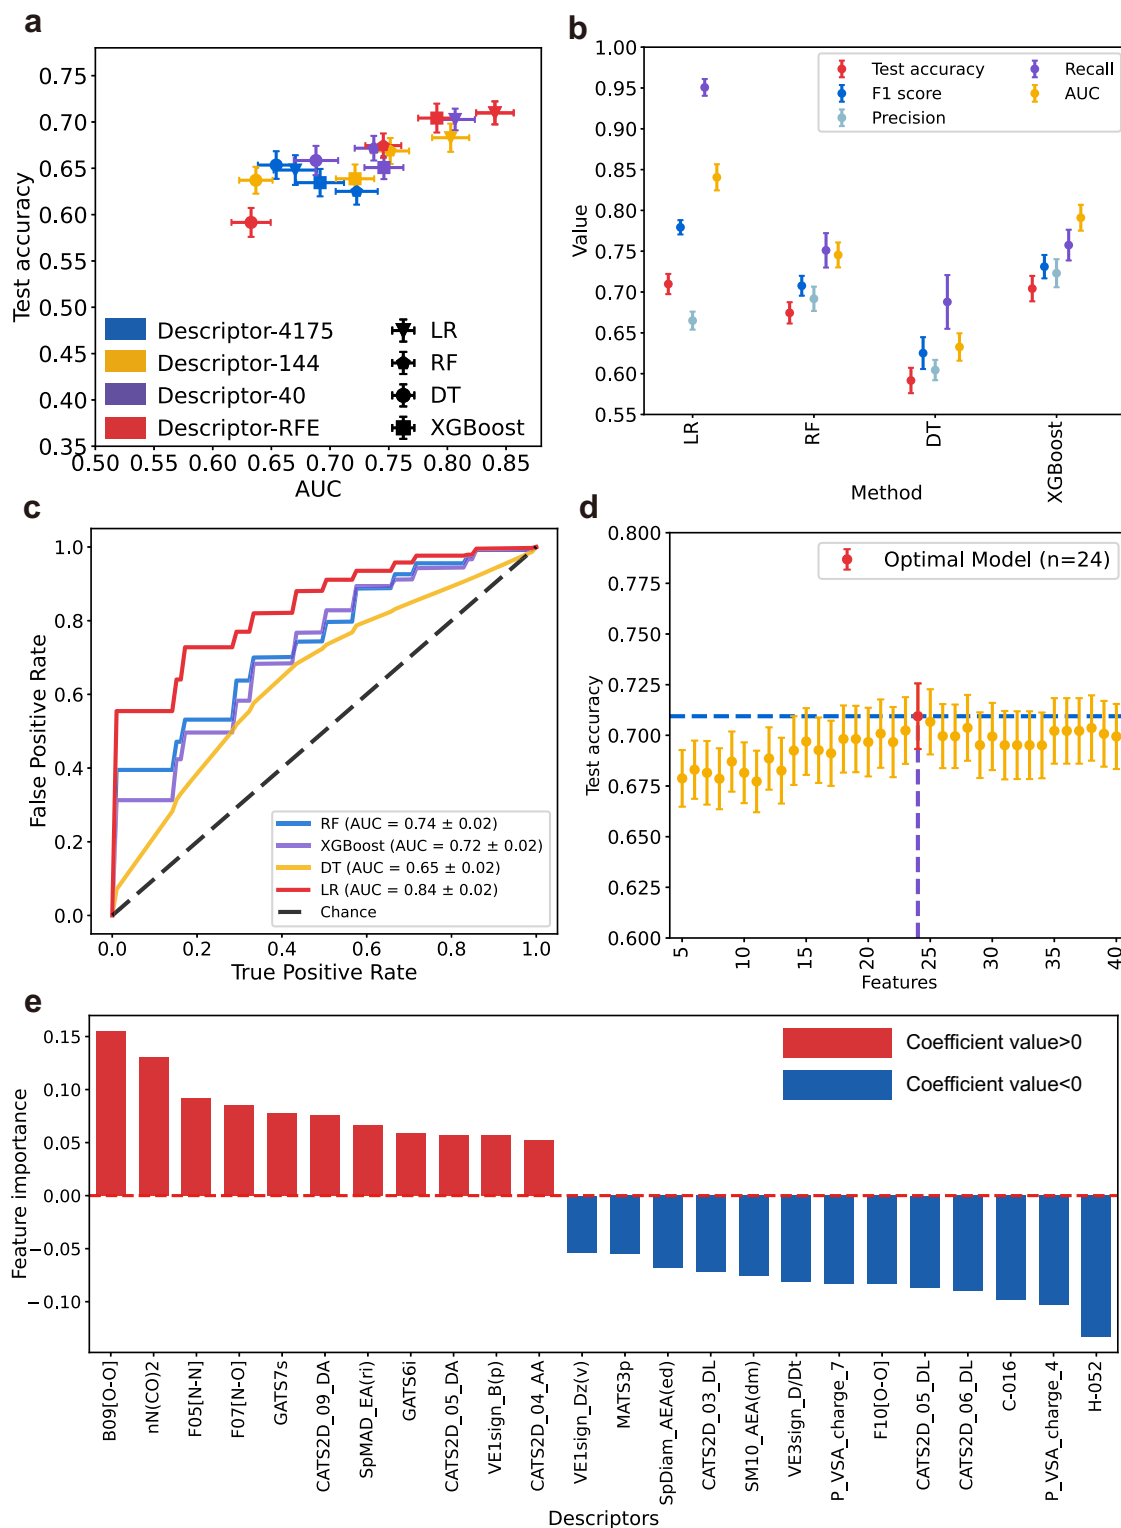 a
0.75
0.70
0.65
0.60
0.55
0.50
0.45
0.40
0.35
Test accuracy
Descriptor-4175
Descriptor-144
Descriptor-40
Descriptor-RFE
LR
RF
DT
XGBoost
0.50 0.55 0.60 0.65 0.70 0.75 0.80 0.85
AUC
b
1.00
0.95
0.90
0.85
0.80
0.75
0.70
0.65
0.60
0.55
Value
Test accuracy
F1 score
Precision
Recall
AUC
LR
RF
DT
XGBoost
Method
c
1.0
0.8
0.6
0.4
0.2
0.0
False Positive Rate
RF (AUC = 0.74 ± 0.02)
XGBoost (AUC = 0.72 ± 0.02)
DT (AUC = 0.65 ± 0.02)
LR (AUC = 0.84 ± 0.02)
Chance
0.0 0.2 0.4 0.6 0.8 1.0
True Positive Rate
d
0.800
0.775
0.750
0.725
0.700
0.675
0.650
0.625
0.600
Test accuracy
Optimal Model (n=24)
5 10 15 20 25 30 35 40
Features
e
0.15
0.10
0.05
0.00
−0.05
−0.10
Feature importance
Coefficient value>0
Coefficient value<0
B09[O-O]
nN(CO)2
F05[N-N]
F07[N-O]
GATS7s
CATS2D_09_DA
SpMAD_EA(ri)
GATS6i
CATS2D_05_DA
VE1sign_B(p)
CATS2D_04_AA
VE1sign_Dz(v)
MATS3p
SpDiam_AEA(ed)
CATS2D_03_DL
SM10_AEA(dm)
VE3sign_D/Dt
P_VSA_charge_7
F10[O-O]
CATS2D_05_DL
CATS2D_06_DL
C-016
P_VSA_charge_4
H-052
Descriptors